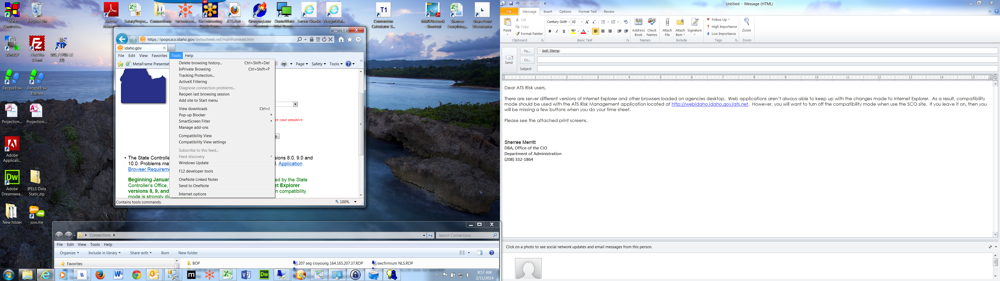 State
Controlle...
Recycle Bin
Adobe
Reader XI
SalaryProjec...
Connections
TurboMeet...
64
GoToMeeting
ATS.Net -
Groupsql.exe
DameWare
Server Checks
WeightWat...
T1
Conversion
Calculator B...
666078ebook
- Shortcut
Sherree
Everything...
SharePoint
WebMaster
WinSCP
FileZilla
Client
WS_FTP95 LE
(2)
PeopleTrak
PeopleTrak
Trainee
Projection....
Projection....
Adobe
Applicati...
Adobe
Dreamwea...
IPELS Data
Static.zip
New folder
join.me
https://ipops.sco.idaho.gov/defaultweb.nsf/mainframeset.htm
idaho.gov
File Edit View Favorites Tools Help
MetaFrame Presentat
Page Safety Tools
Delete browsing history... Ctrl+Shift+Del
InPrivate Browsing Ctrl+Shift+P
Tracking Protection...
ActiveX Filtering
Diagnose connection problems...
Reopen last browsing session
Add site to Start menu
View downloads Ctrl+J
Pop-up Blocker
SmartScreen Filter
Manage add-ons
Compatibility View
Compatibility View settings
Subscribe to this feed...
Feed discovery
Windows Update
F12 developer tools
OneNote Linked Notes
Send to OneNote
Internet options
re case sensitive
p
• The State Controlle sions 8.0, 9.0 and
10.0. Problems ma d. Application
Browser Requireme
Beginning Januar ed by the State
Controller's Office, et Explorer
versions 8, 9, and n compatibility
mode is strongly
Contains tools commands.
100%
Connections
Search Connections
File Edit View Tools Help
Organize Include in library Share with Burn New folder
Favorites
BOP
207 seg cioyoung 164.165.207.37.RDP
swcfirmium NLS.RDP
8:57 AM
2/11/2014
Untitled - Message (HTML)
File Message Insert Options Format Text Review
Paste
Cut
Copy
Format Painter
Clipboard
Century Goth 10
B I U
Basic Text
Address
Book
Check
Names
Names
Attach
File
Attach
Item
Signature
Include
Follow Up
High Importance
Low Importance
Tags
Zoom
Zoom
Send
To... Josh Stemp;
Cc...
Subject:
1 2 3 4 5 6 7 8 9 10 11 12 13 14 15
Dear ATS Risk users,
There are server different versions of Internet Explorer and other browsers loaded on agencies desktop. Web applications aren't always able to keep up with the changes made to Internet Explorer. As a result, compatibility
mode should be used with the ATS Risk Management application located at http://webidaho.idaho.gov/ats.net. However, you will want to turn off the compatibility mode when use the SCO site. If you leave it on, then you
will be missing a few buttons when you do your time sheet.
Please see the attached print screens.
Sherree Merritt
DBA, Office of the CIO
Department of Administration
(208) 332-1864
Click on a photo to see social network updates and email messages from this person.